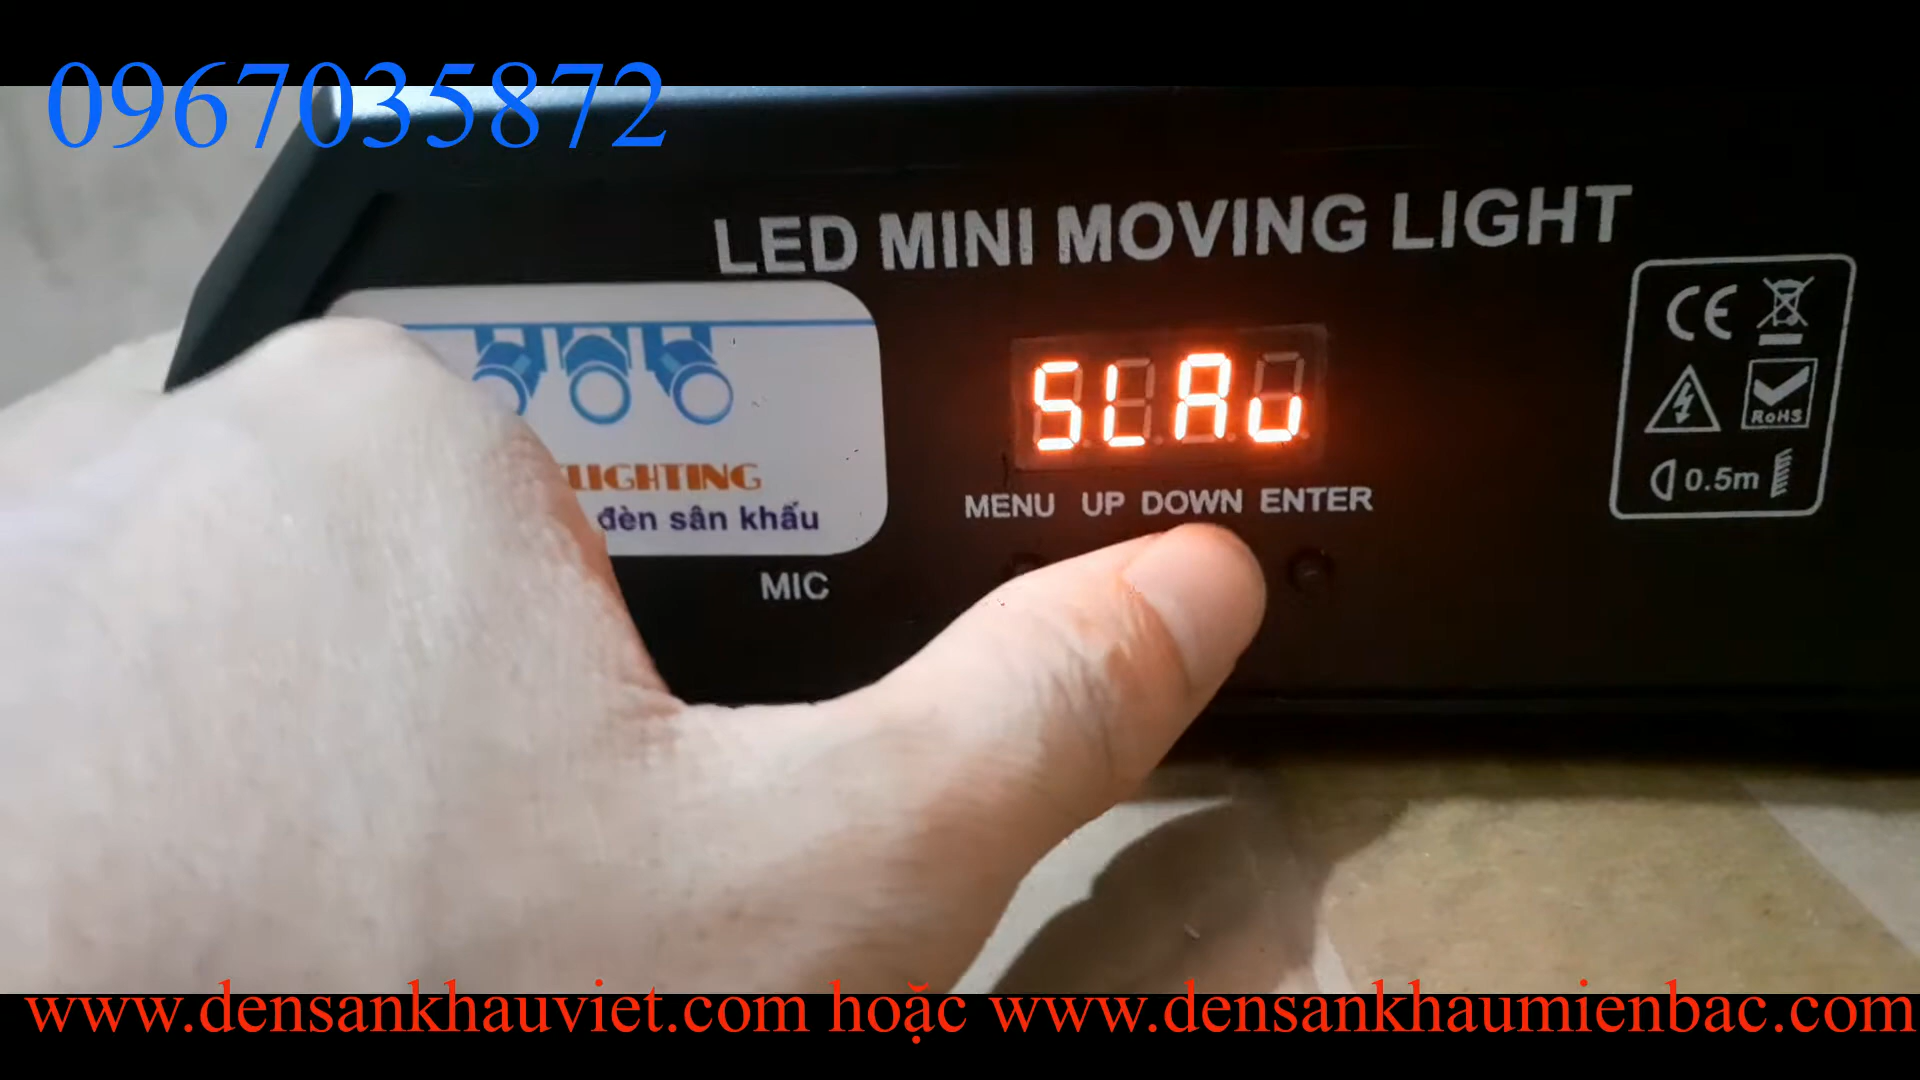 0967035872
LED MINI MOVING LIGHT
CE
SLAu
RoHS
LIGHTING
0.5m
MENU UP DOWN ENTER
đèn sân khấu
MIC
www.densankhauviet.com hoặc www.densankhaumienbac.com